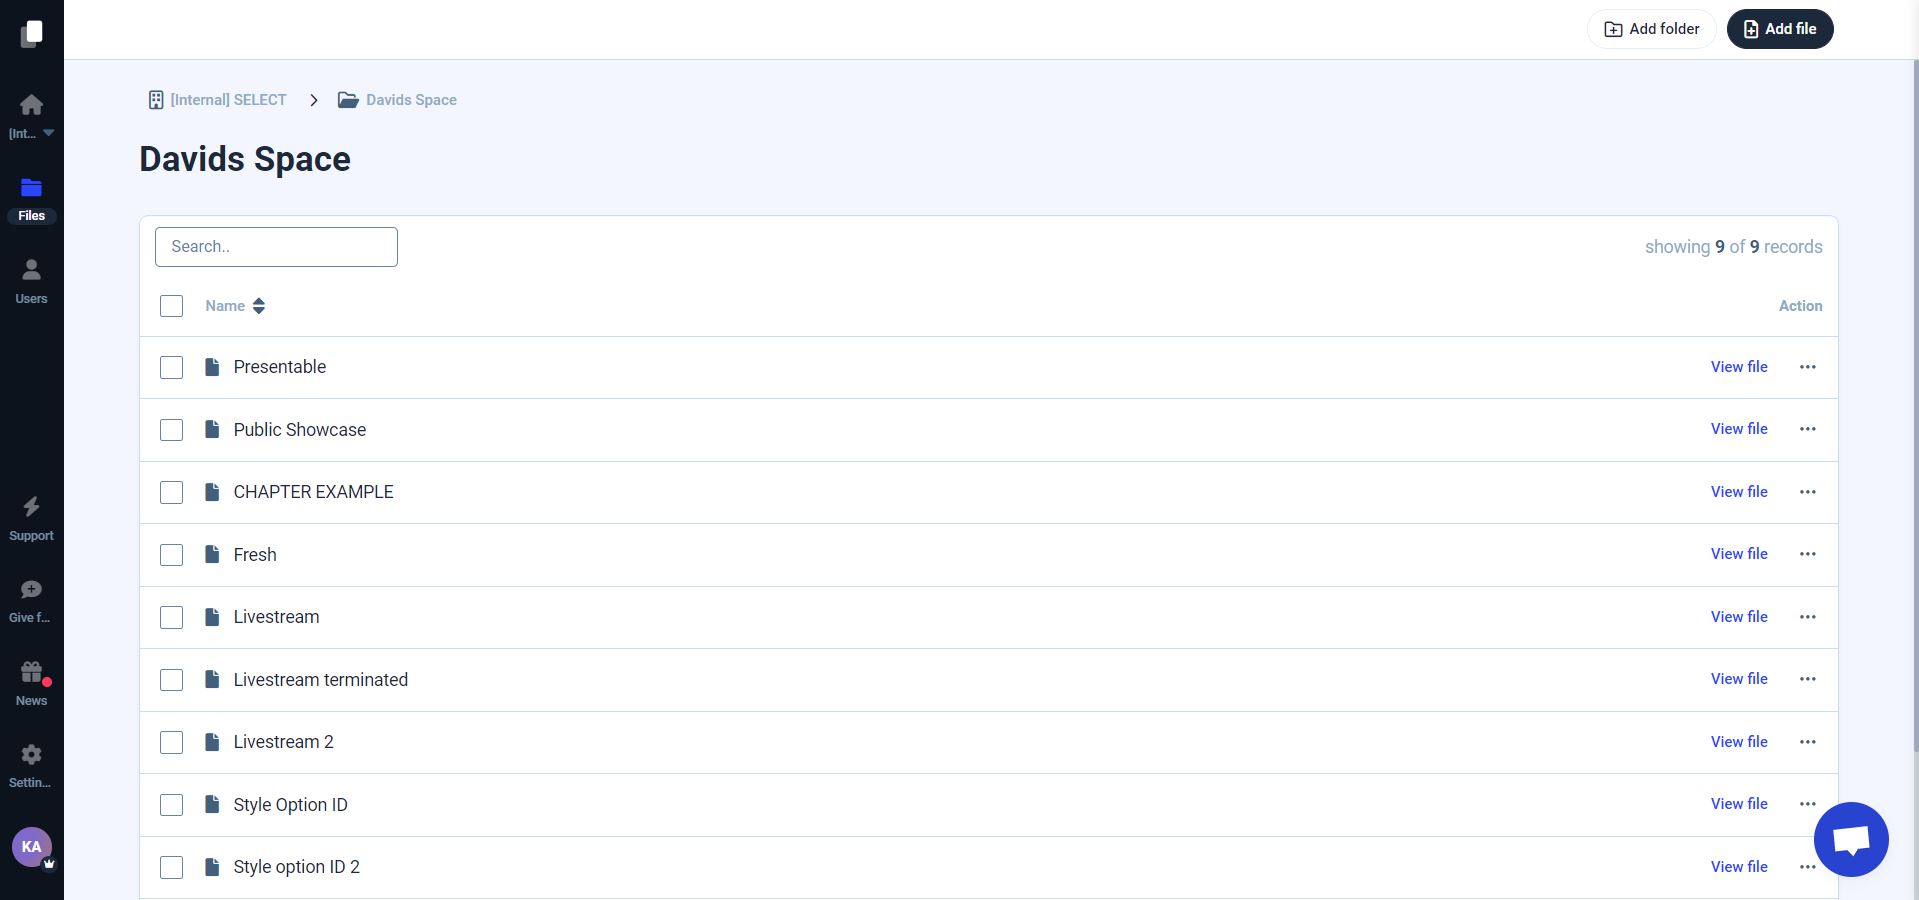 Add folder
Add file
[Int...
Files
Users
Support
Give f...
News
Settin...
KA
[Internal] SELECT
Davids Space
Davids Space
Search..
showing 9 of 9 records
Name
Action
Presentable
View file
Public Showcase
View file
CHAPTER EXAMPLE
View file
Fresh
View file
Livestream
View file
Livestream terminated
View file
Livestream 2
View file
Style Option ID
View file
Style option ID 2
View file